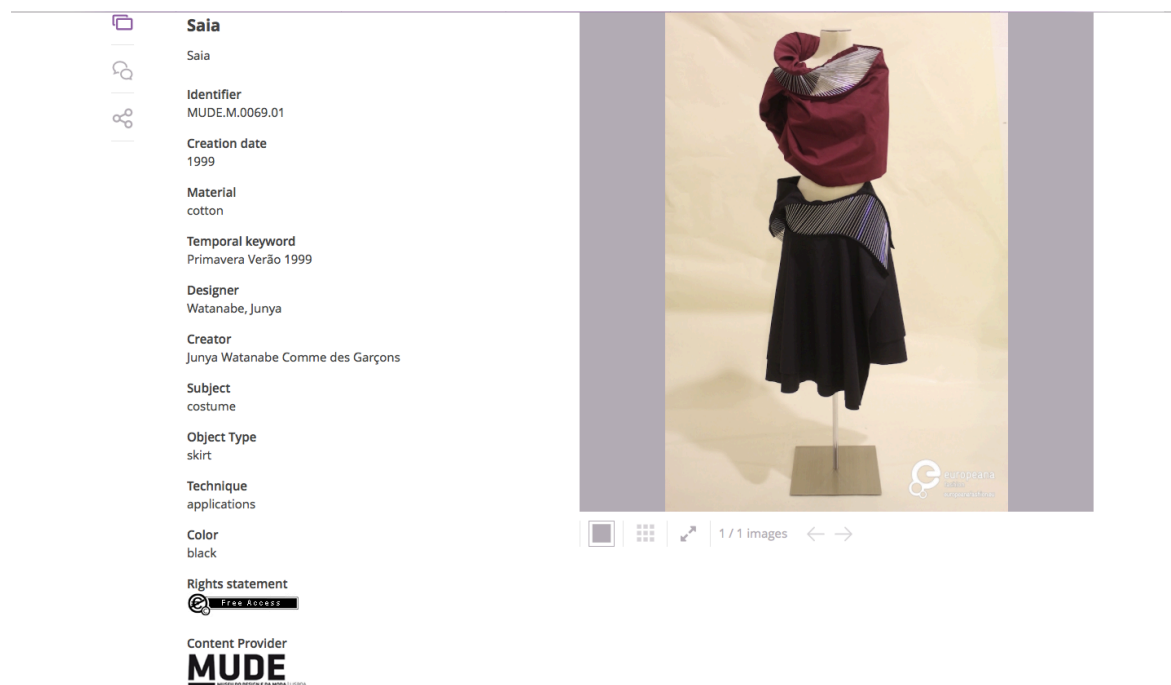 Saia
Saia
Identifier
MUDE.M.0069.01
Creation date
1999
Material
cotton
Temporal keyword
Primavera Verão 1999
Designer
Watanabe, Junya
Creator
Junya Watanabe Comme des Garçons
Subject
costume
Object Type
skirt
Technique
applications
Color
black
Rights statement
Free Access
Content Provider
MUDE
europeana
1 / 1 images